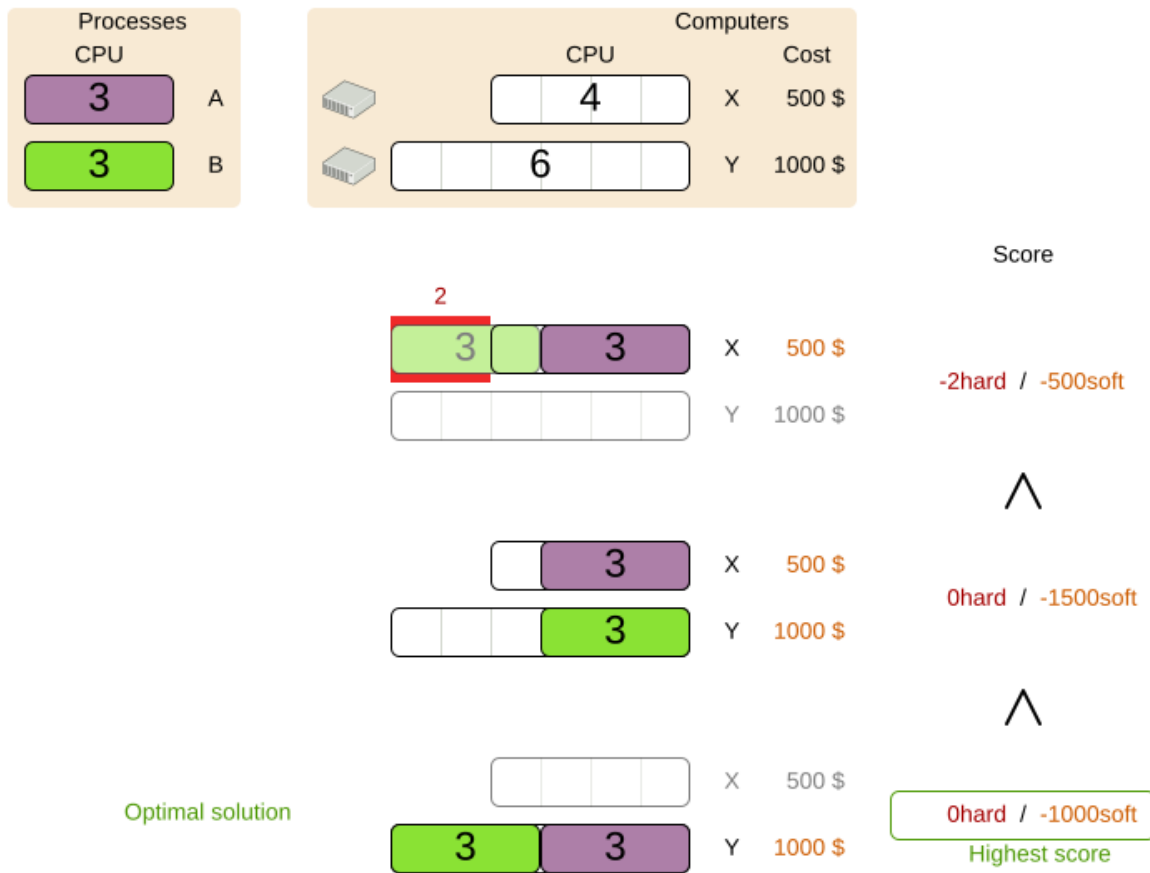 Processes
Computers
CPU
CPU Cost
3 A
4 X 500 $
3 B
6 Y 1000 $
Score
2
3 3 X 500 $
-2hard / -500soft
Y 1000 $
3 X 500 $
0hard / -1500soft
3 Y 1000 $
X 500 $
Optimal solution
0hard / -1000soft
3 3 Y 1000 $
Highest score